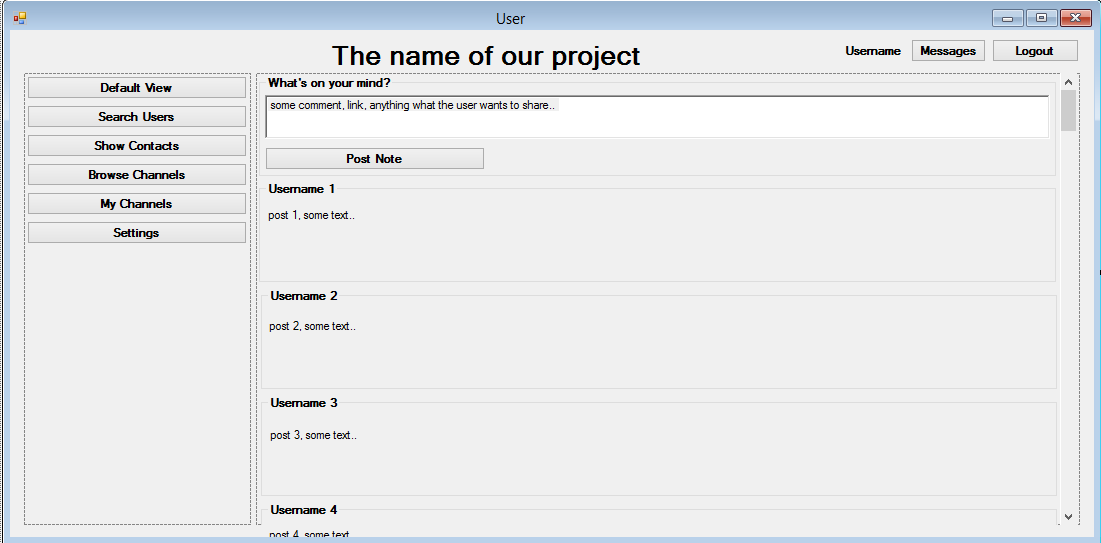 User
The name of our project
Username
Messages
Logout
Default View
Search Users
Show Contacts
Browse Channels
My Channels
Settings
What's on your mind?
some comment, link, anything what the user wants to share..
Post Note
Username 1
post 1, some text..
Username 2
post 2, some text..
Username 3
post 3, some text..
Username 4
post 4, some text..